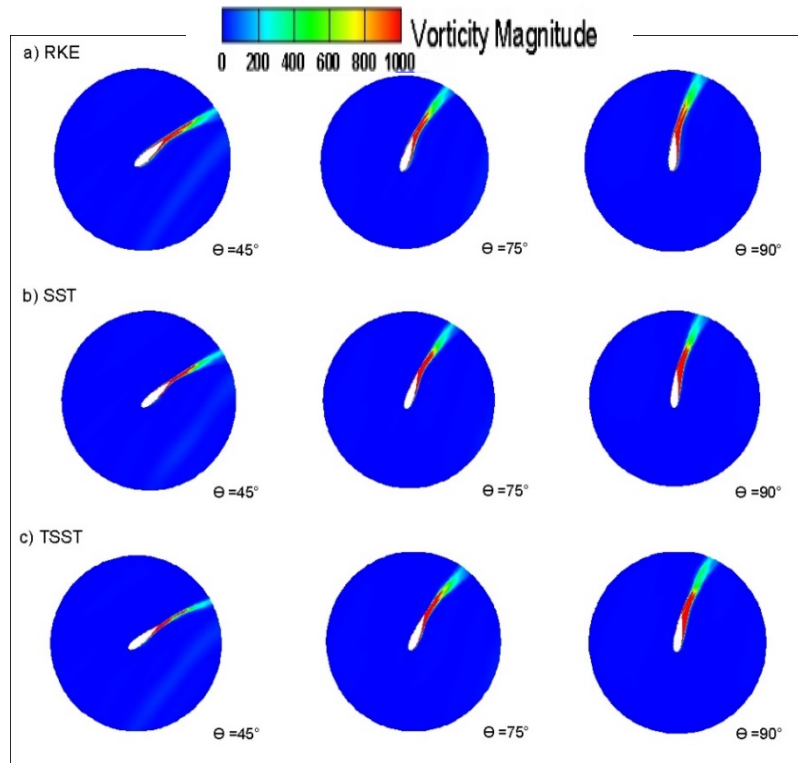 Vorticity Magnitude
0 200 400 600 800 1000
a) RKE
Ɵ =45°
Ɵ =75°
Ɵ =90°
b) SST
Ɵ =45°
Ɵ =75°
Ɵ =90°
c) TSST
Ɵ =45°
Ɵ =75°
Ɵ =90°